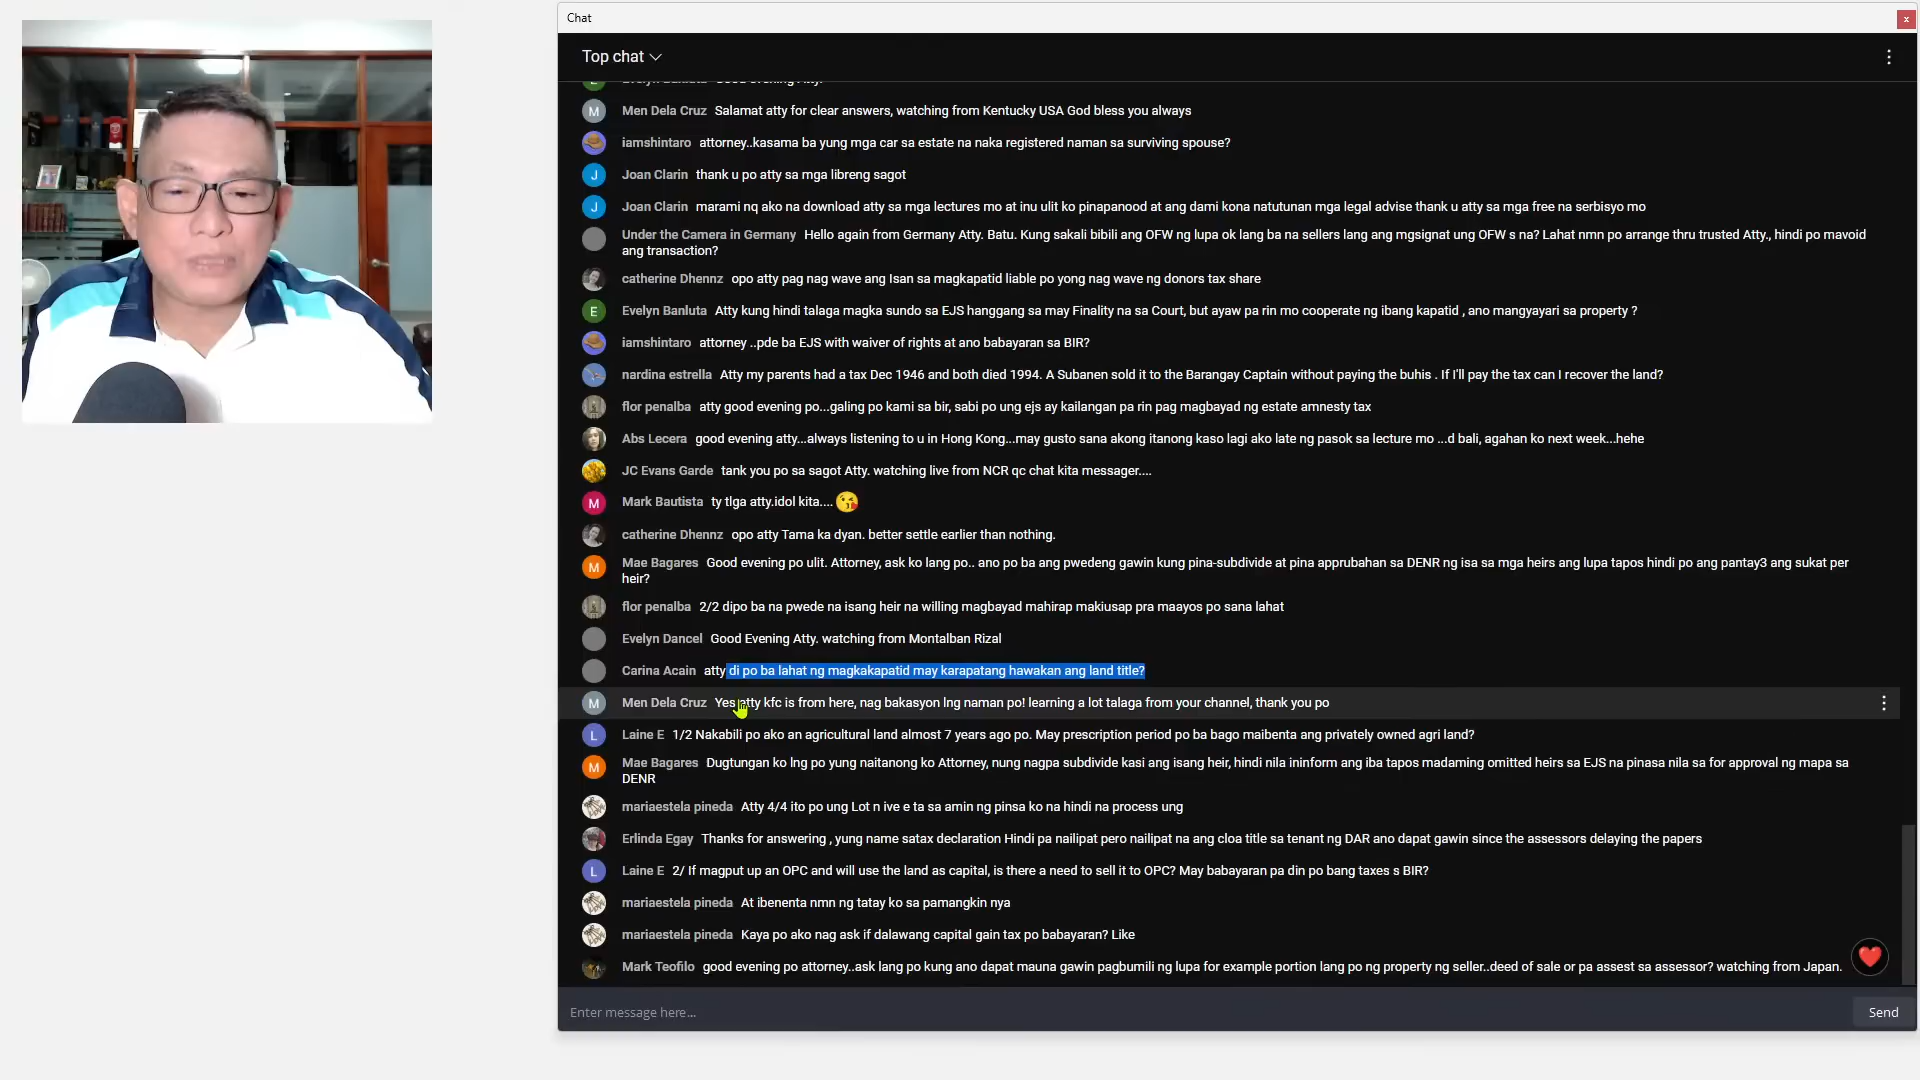 Chat
Top chat
Men Dela Cruz Salamat atty for clear answers, watching from Kentucky USA God bless you always
iamshintaro attorney..kasama ba yung mga car sa estate na naka registered naman sa surviving spouse?
J Joan Clarin thank u po atty sa mga libreng sagot
J Joan Clarin marami nq ako na download atty sa mga lectures mo at inu ulit ko pinapanood at ang dami kona natutunan mga legal advise thank u atty sa mga free na serbisyo mo
Under the Camera in Germany Hello again from Germany Atty. Batu. Kung sakali bibili ang OFW ng lupa ok lang ba na sellers lang ang mgsignat ung OFW s na? Lahat nmn po arrange thru trusted Atty., hindi po mavoid
ang transaction?
catherine Dhennz opo atty pag nag wave ang Isan sa magkapatid liable po yong nag wave ng donors tax share
E Evelyn Banluta Atty kung hindi talaga magka sundo sa EJS hanggang sa may Finality na sa Court, but ayaw pa rin mo cooperate ng ibang kapatid , ano mangyayari sa property ?
iamshintaro attorney ..pde ba EJS with waiver of rights at ano babayaran sa BIR?
nardina estrella Atty my parents had a tax Dec 1946 and both died 1994. A Subanen sold it to the Barangay Captain without paying the buhis . If I'll pay the tax can I recover the land?
flor penalba atty good evening po...galing po kami sa bir, sabi po ung ejs ay kailangan pa rin pag magbayad ng estate amnesty tax
Abs Lecera good evening atty...always listening to u in Hong Kong...may gusto sana akong itanong kaso lagi ako late ng pasok sa lecture mo ...d bali, agahan ko next week...hehe
JC Evans Garde tank you po sa sagot Atty. watching live from NCR qc chat kita messager....
M Mark Bautista ty tlga atty.idol kita.... 😘
catherine Dhennz opo atty Tama ka dyan. better settle earlier than nothing.
M Mae Bagares Good evening po ulit. Attorney, ask ko lang po.. ano po ba ang pwedeng gawin kung pina-subdivide at pina apprubahan sa DENR ng isa sa mga heirs ang lupa tapos hindi po ang pantay3 ang sukat per
heir?
flor penalba 2/2 dipo ba na pwede na isang heir na willing magbayad mahirap makiusap pra maayos po sana lahat
Evelyn Dancel Good Evening Atty. watching from Montalban Rizal
Carina Acain atty di po ba lahat ng magkakapatid may karapatang hawakan ang land title?
M Men Dela Cruz Yes atty kfc is from here, nag bakasyon lng naman po! learning a lot talaga from your channel, thank you po
L Laine E 1/2 Nakabili po ako an agricultural land almost 7 years ago po. May prescription period po ba bago maibenta ang privately owned agri land?
M Mae Bagares Dugtungan ko lng po yung naitanong ko Attorney, nung nagpa subdivide kasi ang isang heir, hindi nila ininform ang iba tapos madaming omitted heirs sa EJS na pinasa nila sa for approval ng mapa sa
DENR
mariaestela pineda Atty 4/4 ito po ung Lot n ive e ta sa amin ng pinsa ko na hindi na process ung
Erlinda Egay Thanks for answering , yung name satax declaration Hindi pa nailipat pero nailipat na ang cloa title sa tenant ng DAR ano dapat gawin since the assessors delaying the papers
L Laine E 2/ If magput up an OPC and will use the land as capital, is there a need to sell it to OPC? May babayaran pa din po bang taxes s BIR?
mariaestela pineda At ibenenta nmn ng tatay ko sa pamangkin nya
mariaestela pineda Kaya po ako nag ask if dalawang capital gain tax po babayaran? Like
Mark Teofilo good evening po attorney..ask lang po kung ano dapat mauna gawin pagbumili ng lupa for example portion lang po ng property ng seller..deed of sale or pa assest sa assessor? watching from Japan.
Enter message here...
Send